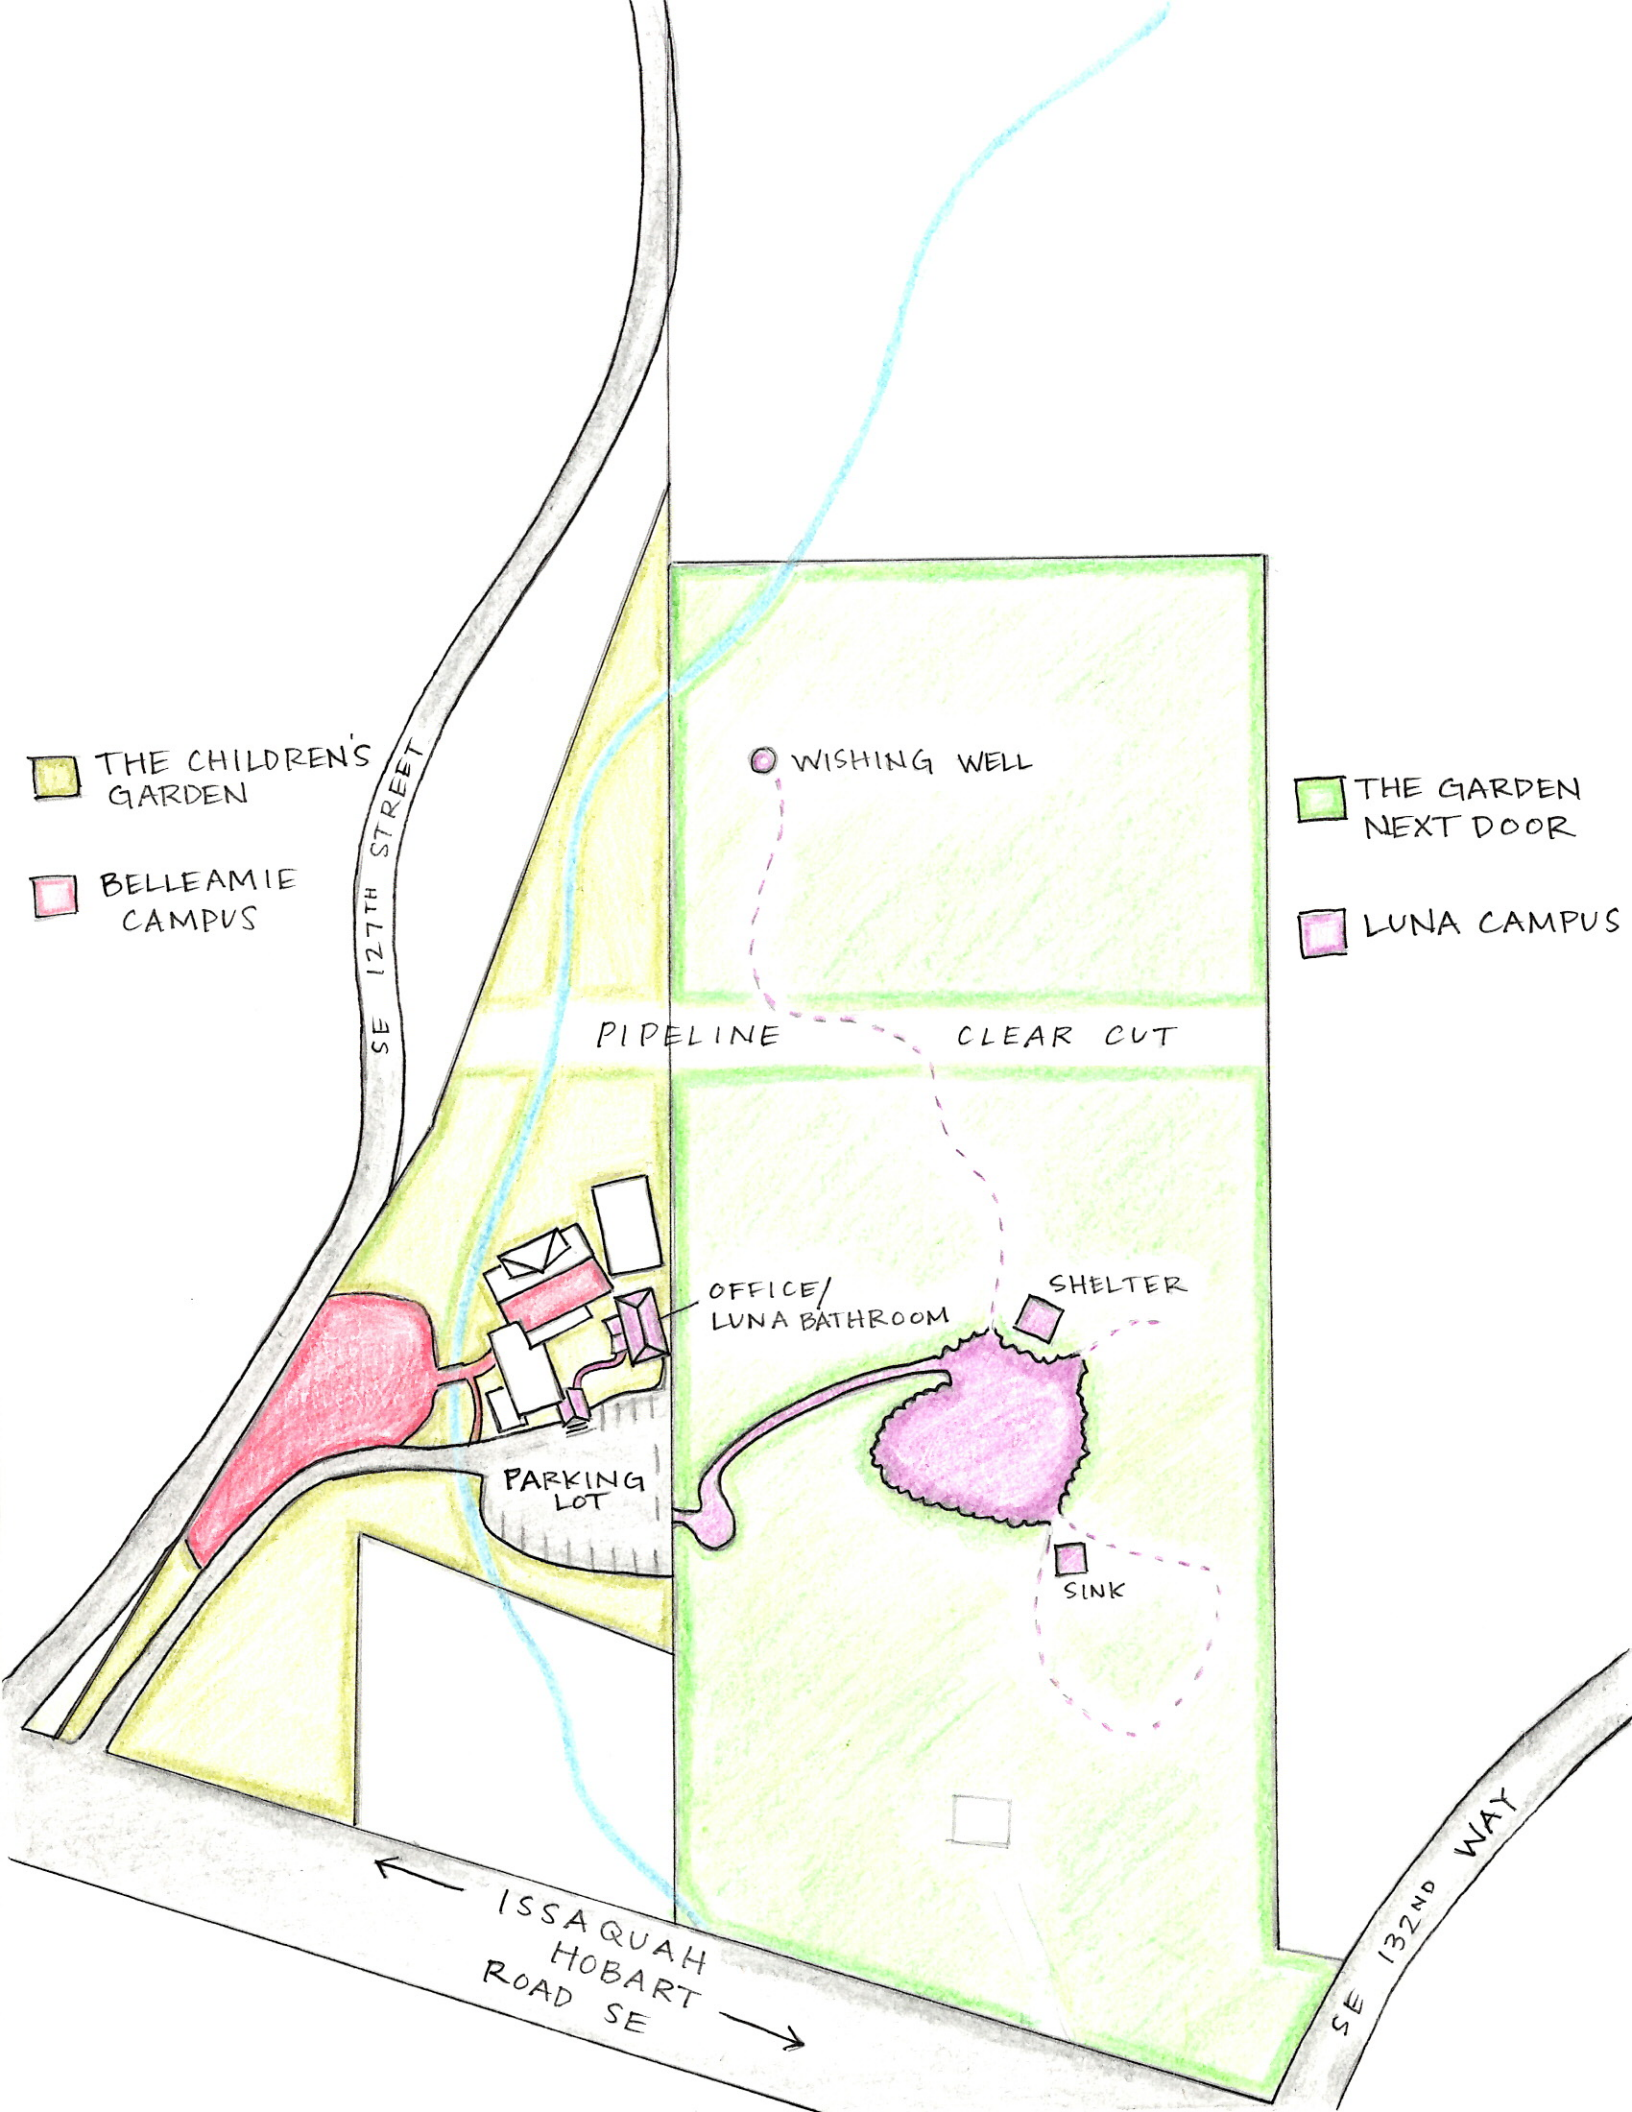 THE CHILDREN'S
GARDEN
BELLEAMIE
CAMPUS
SE 127TH STREET
WISHING WELL
THE GARDEN
NEXT DOOR
LUNA CAMPUS
PIPELINE CLEAR CUT
OFFICE/
LUNA BATHROOM
SHELTER
PARKING
LOT
SINK
ISSAQUAH
HOBART
ROAD SE
SE 132ND WAY